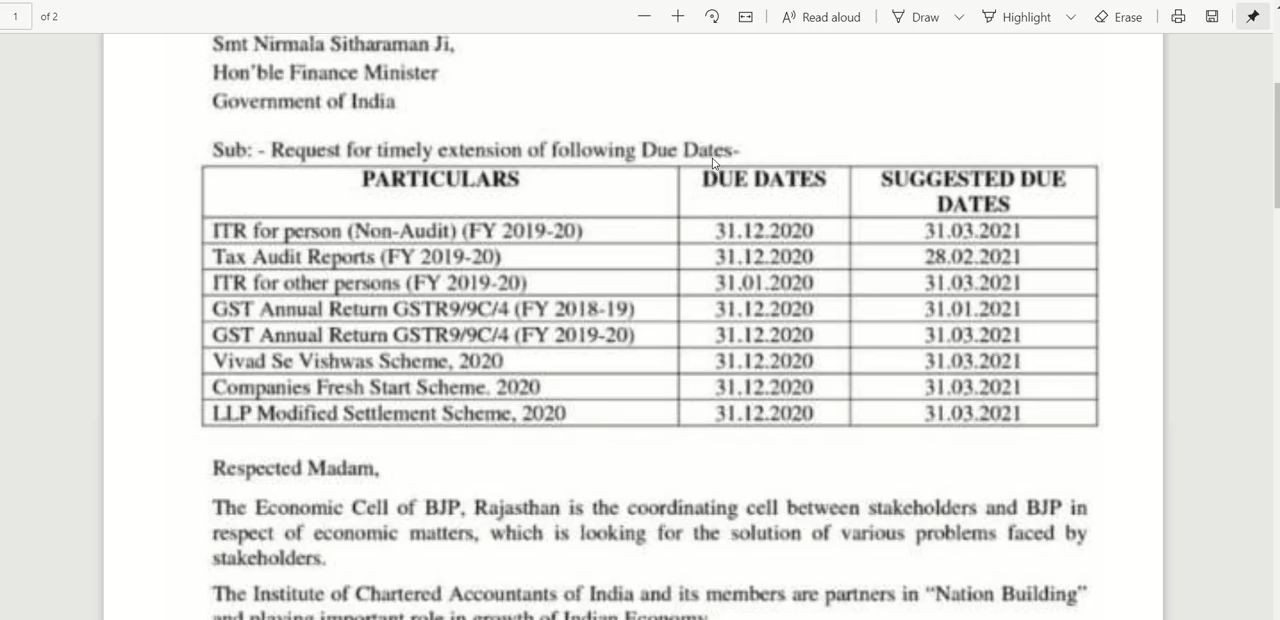 1 of 2 Read aloud Draw Highlight Erase
Smt Nirmala Sitharaman Ji,
Hon'ble Finance Minister
Government of India
Sub: - Request for timely extension of following Due Dates-
PARTICULARS DUE DATES SUGGESTED DUE DATES
ITR for person (Non-Audit) (FY 2019-20) 31.12.2020 31.03.2021
Tax Audit Reports (FY 2019-20) 31.12.2020 28.02.2021
ITR for other persons (FY 2019-20) 31.01.2020 31.03.2021
GST Annual Return GSTR9/9C/4 (FY 2018-19) 31.12.2020 31.01.2021
GST Annual Return GSTR9/9C/4 (FY 2019-20) 31.12.2020 31.03.2021
Vivad Se Vishwas Scheme, 2020 31.12.2020 31.03.2021
Companies Fresh Start Scheme. 2020 31.12.2020 31.03.2021
LLP Modified Settlement Scheme, 2020 31.12.2020 31.03.2021
Respected Madam,
The Economic Cell of BJP, Rajasthan is the coordinating cell between stakeholders and BJP in
respect of economic matters, which is looking for the solution of various problems faced by
stakeholders.
The Institute of Chartered Accountants of India and its members are partners in "Nation Building"
and playing important role in growth of Indian Economy.